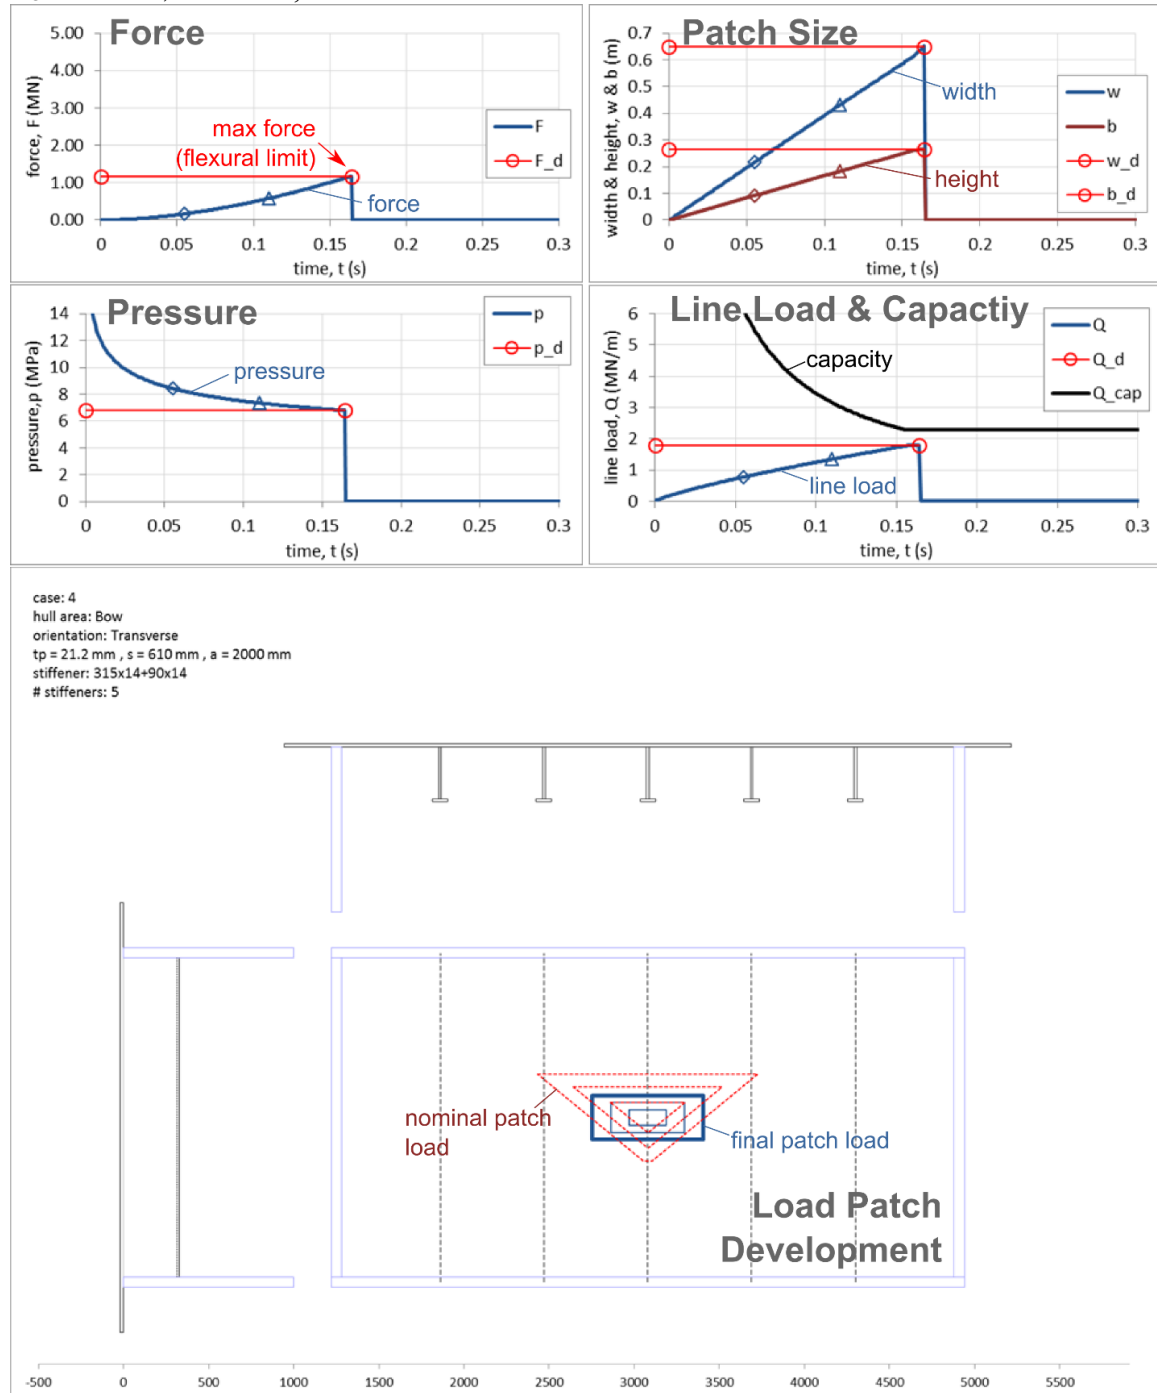 Force
5.00
4.00
3.00
2.00
1.00
0.00
force, F (MN)
max force
(flexural limit)
force
F
F_d
0
0.05
0.1
0.15
0.2
0.25
0.3
time, t (s)
Patch Size
0.7
0.6
0.5
0.4
0.3
0.2
0.1
0
width & height, w & b (m)
width
height
w
b
w_d
b_d
0
0.05
0.1
0.15
0.2
0.25
0.3
time, t (s)
Pressure
14
12
10
8
6
4
2
0
pressure,p (MPa)
pressure
p
p_d
0
0.05
0.1
0.15
0.2
0.25
0.3
time, t (s)
Line Load & Capactiy
6
5
4
3
2
1
0
line load, Q (MN/m)
capacity
line load
Q
Q_d
Q_cap
0
0.05
0.1
0.15
0.2
0.25
0.3
time, t (s)
case: 4
hull area: Bow
orientation: Transverse
tp = 21.2 mm , s = 610 mm , a = 2000 mm
stiffener: 315x14+90x14
# stiffeners: 5
nominal patch
load
final patch load
Load Patch
Development
-500
0
500
1000
1500
2000
2500
3000
3500
4000
4500
5000
5500